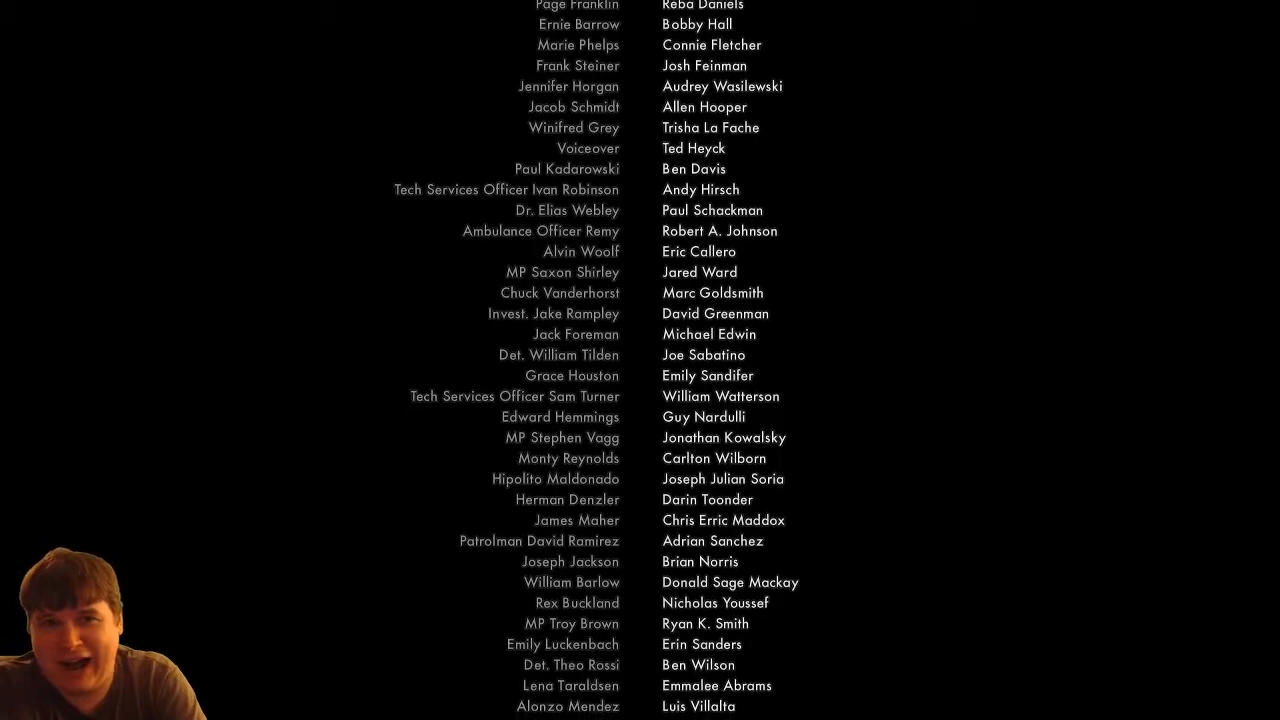 Page Franklin Reba Daniels
Ernie Barrow Bobby Hall
Marie Phelps Connie Fletcher
Frank Steiner Josh Feinman
Jennifer Horgan Audrey Wasilewski
Jacob Schmidt Allen Hooper
Winifred Grey Trisha La Fache
Voiceover Ted Heyck
Paul Kadarowski Ben Davis
Tech Services Officer Ivan Robinson Andy Hirsch
Dr. Elias Webley Paul Schackman
Ambulance Officer Remy Robert A. Johnson
Alvin Woolf Eric Callero
MP Saxon Shirley Jared Ward
Chuck Vanderhorst Marc Goldsmith
Invest. Jake Rampley David Greenman
Jack Foreman Michael Edwin
Det. William Tilden Joe Sabatino
Grace Houston Emily Sandifer
Tech Services Officer Sam Turner William Watterson
Edward Hemmings Guy Nardulli
MP Stephen Vagg Jonathan Kowalsky
Monty Reynolds Carlton Wilborn
Hipolito Maldonado Joseph Julian Soria
Herman Denzler Darin Toonder
James Maher Chris Erric Maddox
Patrolman David Ramirez Adrian Sanchez
Joseph Jackson Brian Norris
William Barlow Donald Sage Mackay
Rex Buckland Nicholas Youssef
MP Troy Brown Ryan K. Smith
Emily Luckenbach Erin Sanders
Det. Theo Rossi Ben Wilson
Lena Taraldsen Emmalee Abrams
Alonzo Mendez Luis Villalta